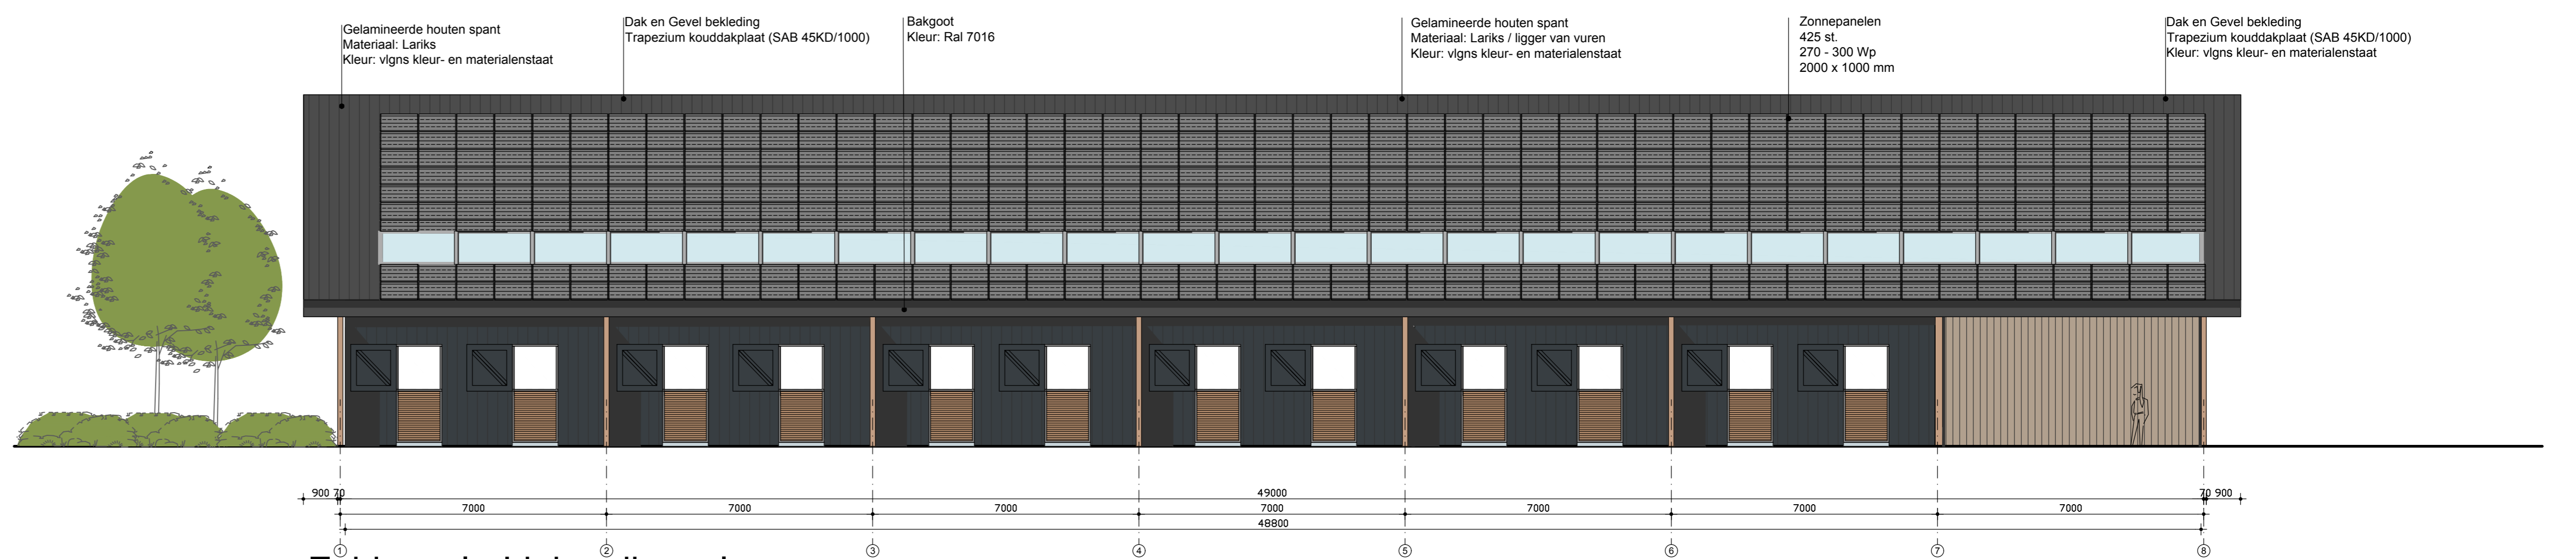 Gelamineerde houten spant
Materiaal: Lariks
Kleur: vlgns kleur- en materialenstaat
Dak en Gevel bekleding
Trapezium kouddakplaat (SAB 45KD/1000)
Bakgoot
Kleur: Ral 7016
Gelamineerde houten spant
Materiaal: Lariks / ligger van vuren
Kleur: vlgns kleur- en materialenstaat
Zonnepanelen
425 st.
270 - 300 Wp
2000 x 1000 mm
Dak en Gevel bekleding
Trapezium kouddakplaat (SAB 45KD/1000)
Kleur: vlgns kleur- en materialenstaat
900 70 49000 70 900
7000 7000 7000 7000 7000 7000 7000
48800
1 2 3 4 5 6 7 8